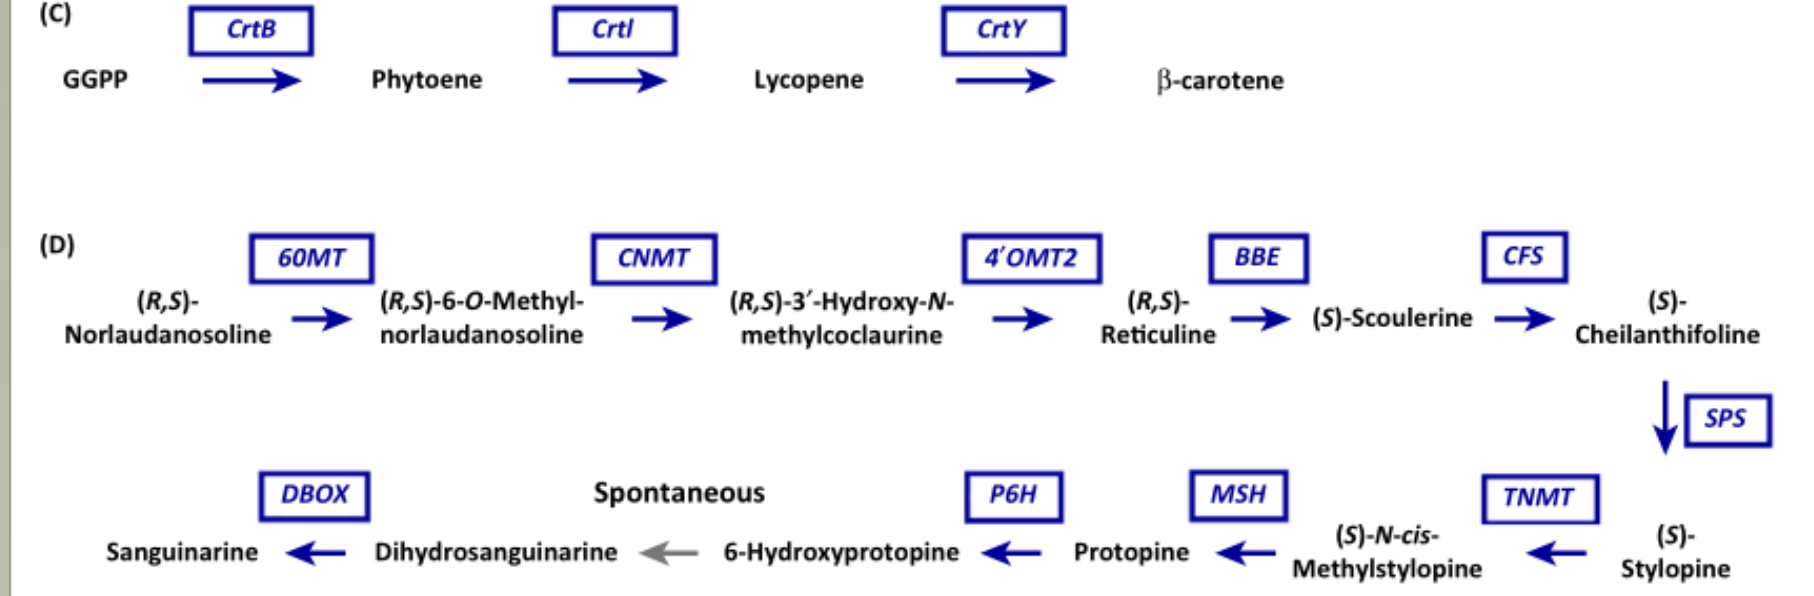 (C)
CrtB CrtI CrtY
GGPP Phytoene Lycopene β-carotene
(D)
60MT CNMT 4′OMT2 BBE CFS
(R,S)- (R,S)-6-O-Methyl- (R,S)-3′-Hydroxy-N- (R,S)- (S)-Scoulerine (S)-
Norlaudanosoline norlaudanosoline methylcoclaurine Reticuline Cheilanthifoline
SPS
DBOX Spontaneous P6H MSH TNMT
Sanguinarine Dihydrosanguinarine 6-Hydroxyprotopine Protopine (S)-N-cis- (S)-
Methylstylopine Stylopine